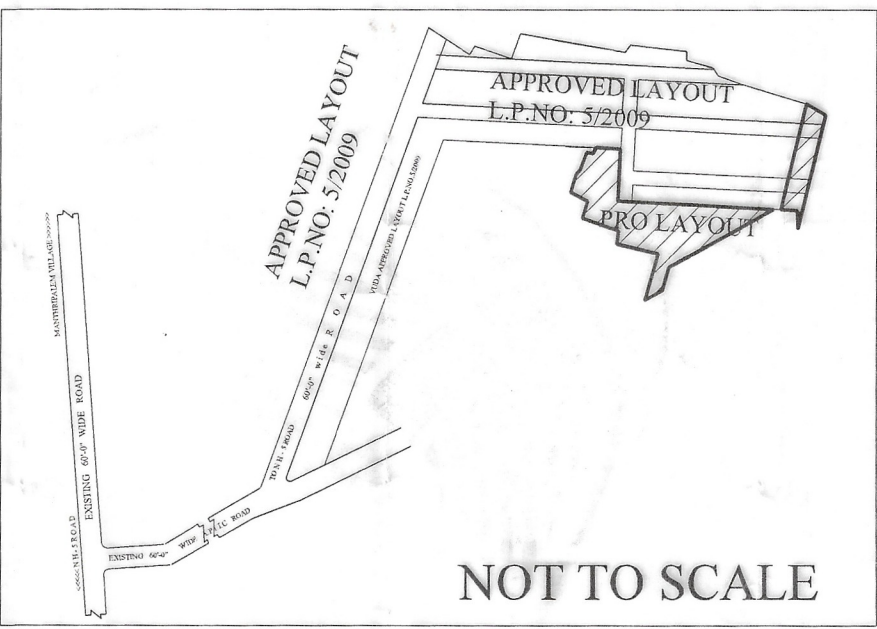 APPROVED LAYOUT
L.P.NO: 5/2009
APPROVED LAYOUT
L.P.NO: 5/2009
PRO LAYOUT
VUDA APPROVED LAYOUT L.P.NO.5/2009
60'-0" wide R O A D
TO N H - 5 ROAD
MANTHRIPALEM VILLAGE >>>>>>
EXISTING 60'-0" WIDE ROAD
<<<<< N H - 5 ROAD
EXISTING 60'-0" WIDE APIIC ROAD
NOT TO SCALE